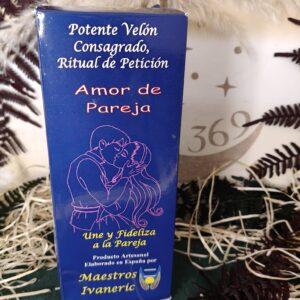 Potente Velón
Consagrado,
Ritual de Petición
Amor de
Pareja
369
Une y Fideliza
a la Pareja
Producto Artesanal
Elaborado en España por
Maestros
Ivaneric